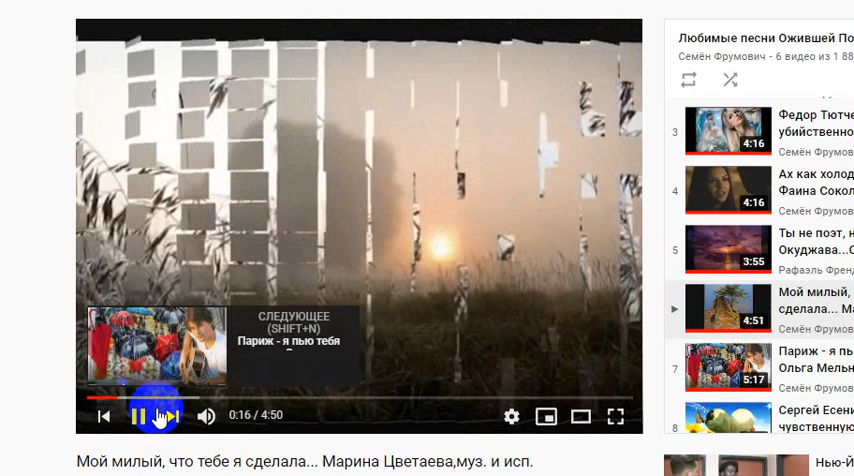 СЛЕДУЮЩЕЕ
(SHIFT+N)
Париж - я пью тебя
0:16 / 4:50
Мой милый, что тебе я сделала... Марина Цветаева,муз. и исп.
Любимые песни Ожившей По
Семён Фрумович - 6 видео из 1 88
3
4:16
Федор Тютче
убийственно
Семён Фрумов
4
4:16
Ах как холод
Фаина Сокол
Семён Фрумов
5
3:55
Ты не поэт, н
Окуджава...С
Рафаэль Френд
4:51
Мой милый,
сделала... Ма
Семён Фрумов
7
5:17
Париж - я пь
Ольга Мельн
Семён Фрумов
8
Сергей Есени
чувственную
Нью-Й